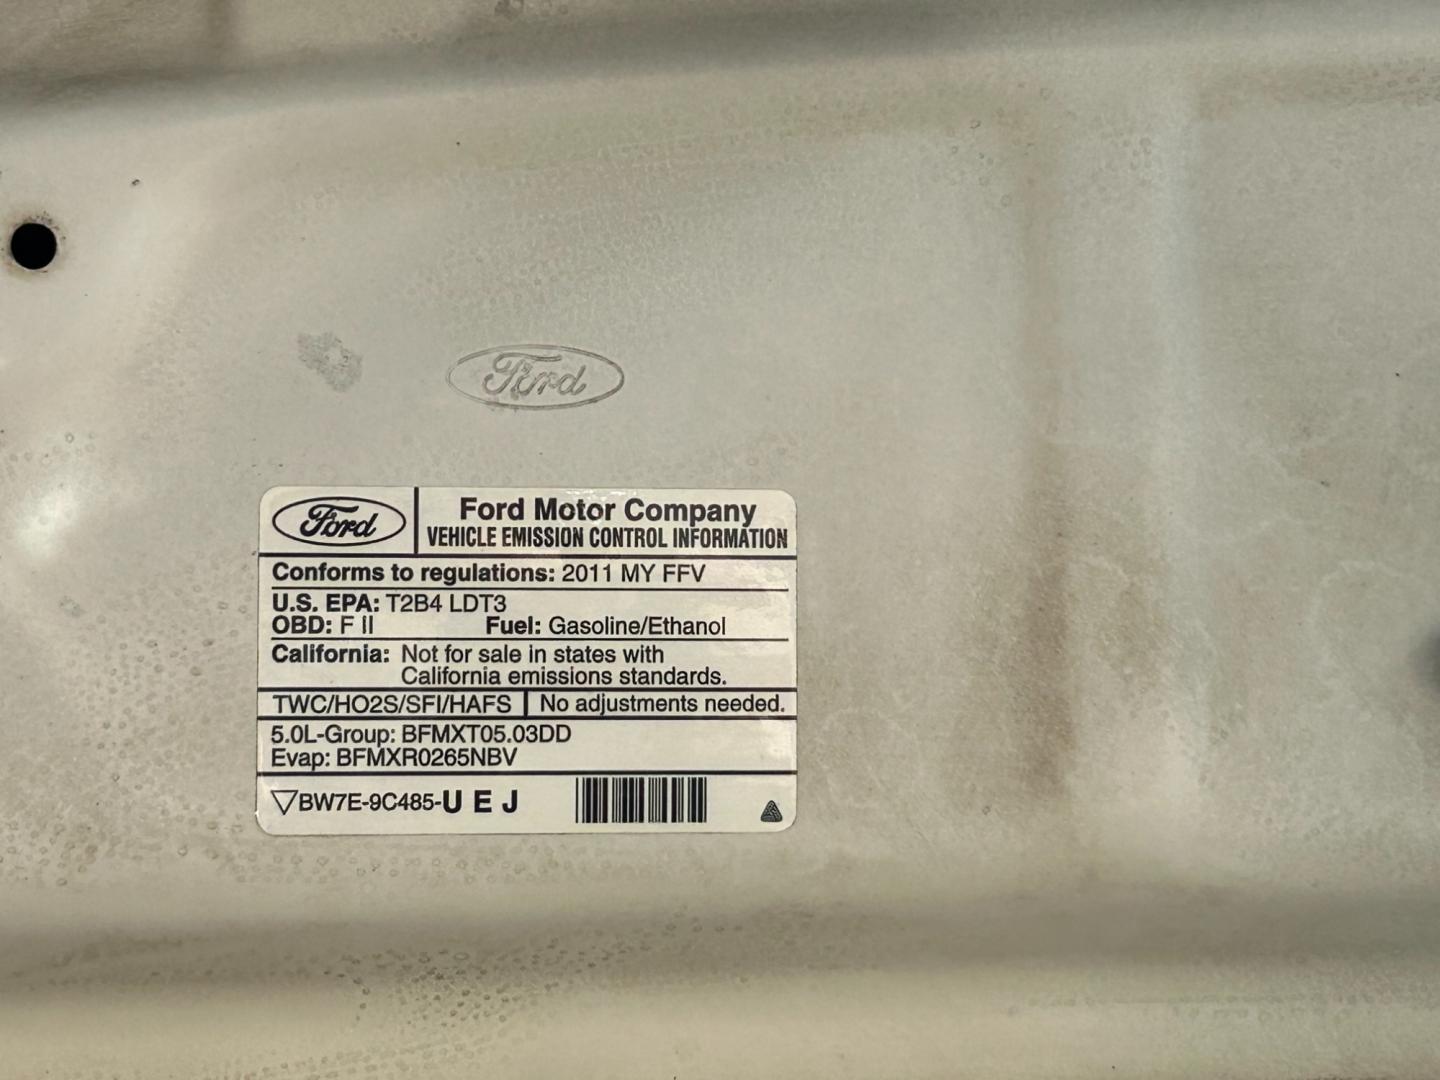 Ford
Ford
Ford Motor Company
VEHICLE EMISSION CONTROL INFORMATION
Conforms to regulations: 2011 MY FFV
U.S. EPA: T2B4 LDT3
OBD: F II Fuel: Gasoline/Ethanol
California: Not for sale in states with
California emissions standards.
TWC/HO2S/SFI/HAFS No adjustments needed.
5.0L-Group: BFMXT05.03DD
Evap: BFMXR0265NBV
▽BW7E-9C485-U E J